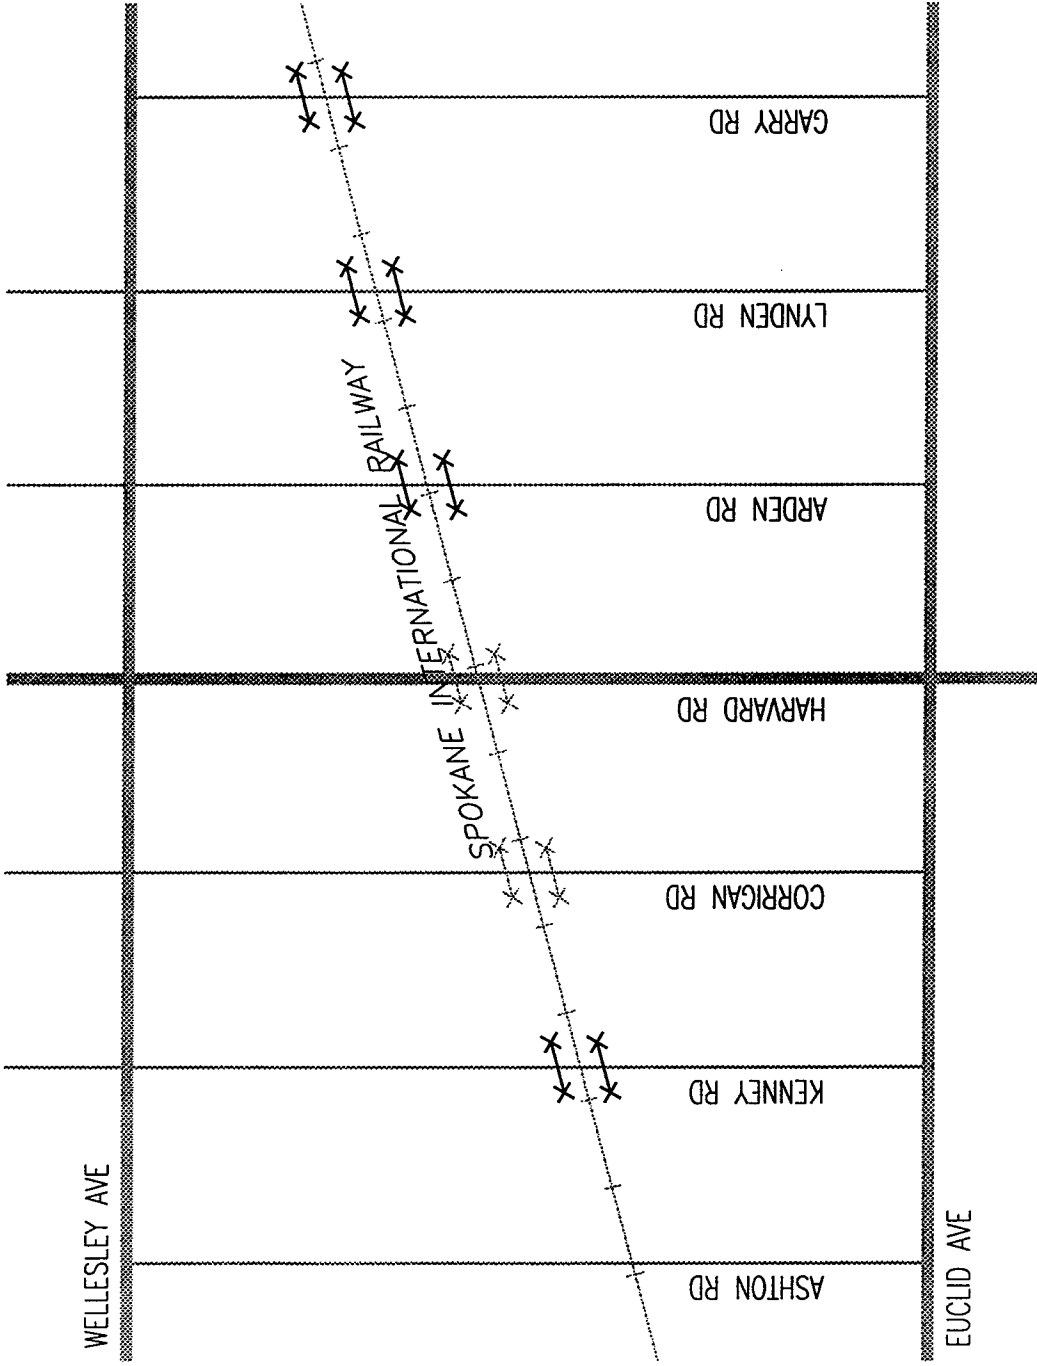 GARRY RD
LYNDEN RD
SPOKANE INTERNATIONAL RAILWAY
ARDEN RD
HARVARD RD
CORRIGAN RD
KENNEY RD
WELLESLEY AVE
ASHTON RD
EUCLID AVE